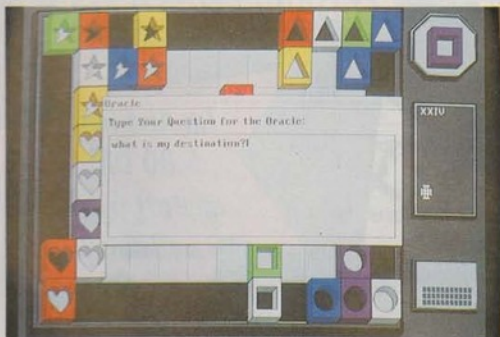 Oracle
Type Your Question for the Oracle:
what is my destination?
XXIV